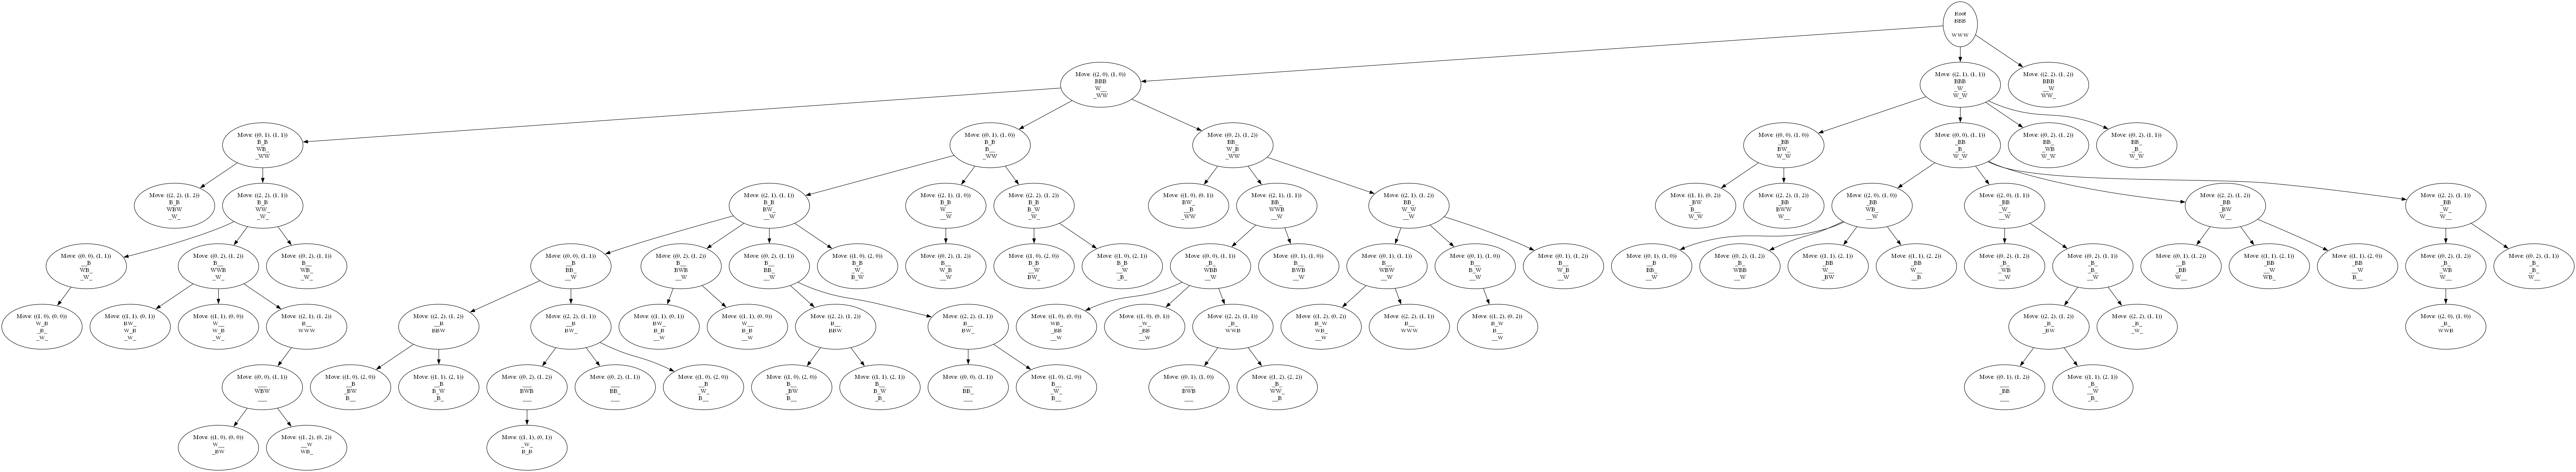 Root
BBB
WWW
Move: ((2, 0), (1, 0))
BBB
W__
_WW
Move: ((2, 1), (1, 1))
BBB
_W_
W_W
Move: ((2, 2), (1, 2))
BBB
__W
WW_
Move: ((0, 1), (1, 1))
B_B
WB_
_WW
Move: ((0, 1), (1, 0))
B_B
B__
_WW
Move: ((0, 2), (1, 2))
BB_
W_B
_WW
Move: ((0, 0), (1, 0))
_BB
BW_
W_W
Move: ((0, 0), (1, 1))
_BB
_B_
W_W
Move: ((0, 2), (1, 2))
BB_
_WB
W_W
Move: ((0, 2), (1, 1))
BB_
_B_
W_W
Move: ((2, 2), (1, 2))
B_B
WBW
_W_
Move: ((2, 2), (1, 1))
B_B
WW_
_W_
Move: ((2, 1), (1, 1))
B_B
BW_
__W
Move: ((2, 1), (1, 0))
B_B
W__
__W
Move: ((2, 2), (1, 2))
B_B
B_W
_W_
Move: ((1, 0), (0, 1))
BW_
__B
_WW
Move: ((2, 1), (1, 1))
BB_
WWB
__W
Move: ((2, 1), (1, 2))
BB_
W_W
__W
Move: ((1, 1), (0, 2))
_BW
B__
W_W
Move: ((2, 2), (1, 2))
_BB
BWW
W__
Move: ((2, 0), (1, 0))
_BB
WB_
__W
Move: ((2, 0), (1, 1))
_BB
_W_
__W
Move: ((2, 2), (1, 2))
_BB
_BW
W__
Move: ((2, 2), (1, 1))
_BB
_W_
W__
Move: ((0, 0), (1, 1))
__B
WB_
_W_
Move: ((0, 2), (1, 2))
B__
WWB
_W_
Move: ((0, 2), (1, 1))
B__
WB_
_W_
Move: ((0, 0), (1, 1))
__B
BB_
__W
Move: ((0, 2), (1, 2))
B__
BWB
__W
Move: ((0, 2), (1, 1))
B__
BB_
__W
Move: ((1, 0), (2, 0))
B_B
_W_
B_W
Move: ((0, 2), (1, 2))
B__
W_B
__W
Move: ((1, 0), (2, 0))
B_B
__W
BW_
Move: ((1, 0), (2, 1))
B_B
__W
_B_
Move: ((0, 0), (1, 1))
_B_
WBB
__W
Move: ((0, 1), (1, 0))
B__
BWB
__W
Move: ((0, 1), (1, 1))
B__
WBW
__W
Move: ((0, 1), (1, 0))
B__
B_W
__W
Move: ((0, 1), (1, 2))
B__
W_B
__W
Move: ((0, 1), (1, 0))
__B
BB_
__W
Move: ((0, 2), (1, 2))
_B_
WBB
__W
Move: ((1, 1), (2, 1))
_BB
W__
_BW
Move: ((1, 1), (2, 2))
_BB
W__
__B
Move: ((0, 2), (1, 2))
_B_
_WB
__W
Move: ((0, 2), (1, 1))
_B_
_B_
__W
Move: ((0, 1), (1, 2))
__B
_BB
W__
Move: ((1, 1), (2, 1))
_BB
__W
WB_
Move: ((1, 1), (2, 0))
_BB
__W
B__
Move: ((0, 2), (1, 2))
_B_
_WB
W__
Move: ((0, 2), (1, 1))
_B_
_B_
W__
Move: ((1, 0), (0, 0))
W_B
_B_
_W_
Move: ((1, 1), (0, 1))
BW_
W_B
_W_
Move: ((1, 1), (0, 0))
W__
W_B
_W_
Move: ((2, 1), (1, 2))
B__
WWW
Move: ((2, 2), (1, 2))
__B
BBW
Move: ((2, 2), (1, 1))
__B
BW_
Move: ((1, 1), (0, 1))
BW_
B_B
__W
Move: ((1, 1), (0, 0))
W__
B_B
__W
Move: ((2, 2), (1, 2))
B__
BBW
Move: ((2, 2), (1, 1))
B__
BW_
Move: ((1, 0), (0, 0))
WB_
_BB
__W
Move: ((1, 0), (0, 1))
_W_
_BB
__W
Move: ((2, 2), (1, 1))
_B_
WWB
Move: ((1, 2), (0, 2))
B_W
WB_
__W
Move: ((2, 2), (1, 1))
B__
WWW
Move: ((1, 2), (0, 2))
B_W
B__
__W
Move: ((2, 2), (1, 2))
_B_
_BW
Move: ((2, 2), (1, 1))
_B_
_W_
Move: ((2, 0), (1, 0))
_B_
WWB
Move: ((0, 0), (1, 1))
___
WBW
___
Move: ((1, 0), (2, 0))
__B
_BW
B__
Move: ((1, 1), (2, 1))
__B
B_W
_B_
Move: ((0, 2), (1, 2))
___
BWB
___
Move: ((0, 2), (1, 1))
___
BB_
___
Move: ((1, 0), (2, 0))
__B
_W_
B__
Move: ((1, 0), (2, 0))
B__
_BW
B__
Move: ((1, 1), (2, 1))
B__
B_W
_B_
Move: ((0, 0), (1, 1))
___
BB_
___
Move: ((1, 0), (2, 0))
B__
_W_
B__
Move: ((0, 1), (1, 0))
___
BWB
___
Move: ((1, 2), (2, 2))
_B_
WW_
__B
Move: ((0, 1), (1, 2))
___
_BB
___
Move: ((1, 1), (2, 1))
_B_
__W
_B_
Move: ((1, 0), (0, 0))
W__
_BW
Move: ((1, 2), (0, 2))
__W
WB_
Move: ((1, 1), (0, 1))
_W_
B_B